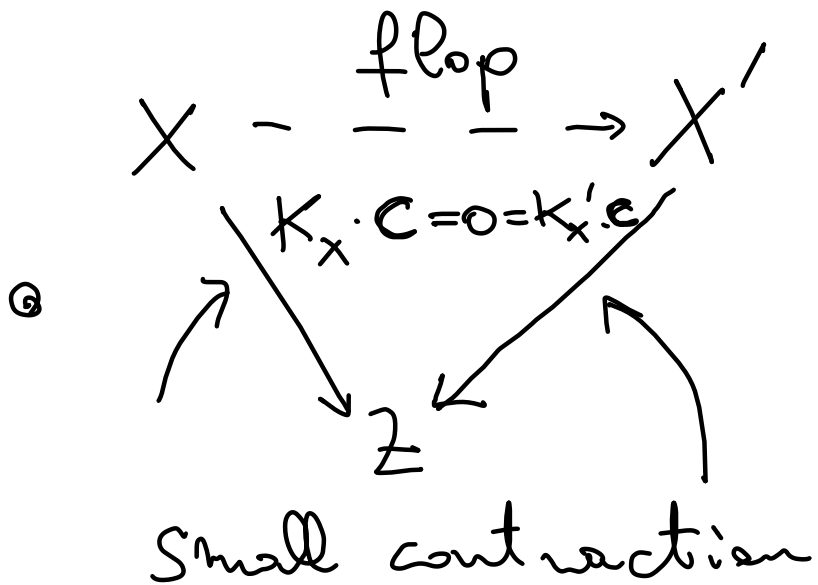 flop
X - - - → X'
K_X · C = 0 = K_X' · C
Z
small contraction